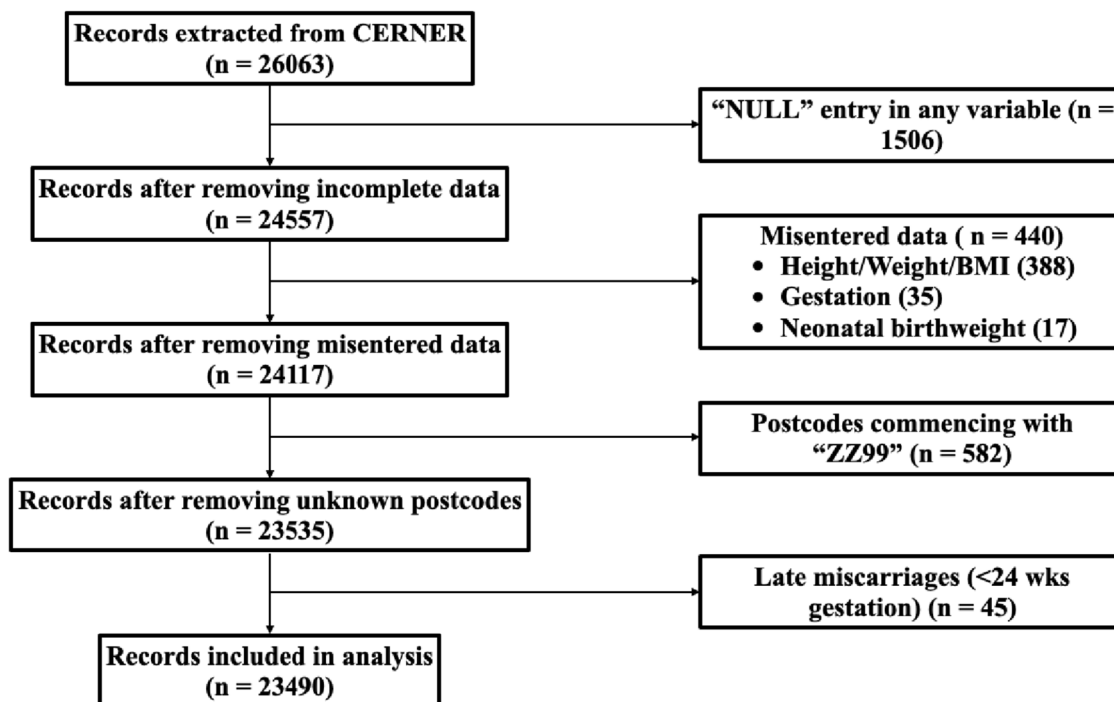 Records extracted from CERNER
(n = 26063)
“NULL” entry in any variable (n =
1506)
Records after removing incomplete data
(n = 24557)
Misentered data ( n = 440)
• Height/Weight/BMI (388)
• Gestation (35)
• Neonatal birthweight (17)
Records after removing misentered data
(n = 24117)
Postcodes commencing with
“ZZ99” (n = 582)
Records after removing unknown postcodes
(n = 23535)
Late miscarriages (<24 wks
gestation) (n = 45)
Records included in analysis
(n = 23490)